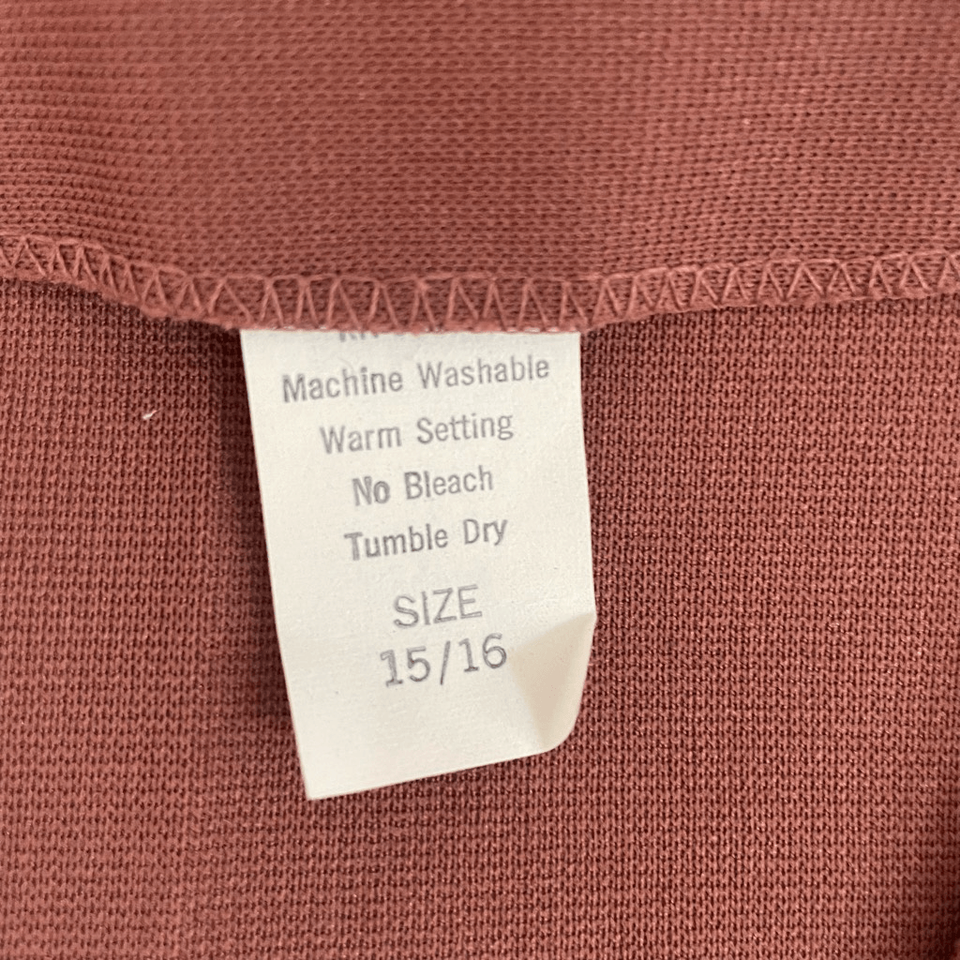 Machine Washable
Warm Setting
No Bleach
Tumble Dry
SIZE
15/16